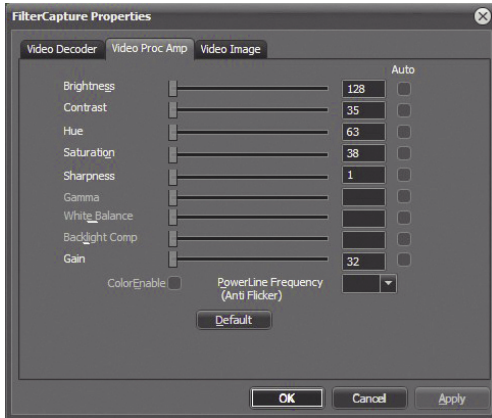 FilterCapture Properties
Video Decoder Video Proc Amp Video Image
Auto
Brightness 128
Contrast 35
Hue 63
Saturation 38
Sharpness 1
Gamma
White Balance
Backlight Comp
Gain 32
ColorEnable PowerLine Frequency
(Anti Flicker)
Default
OK Cancel Apply